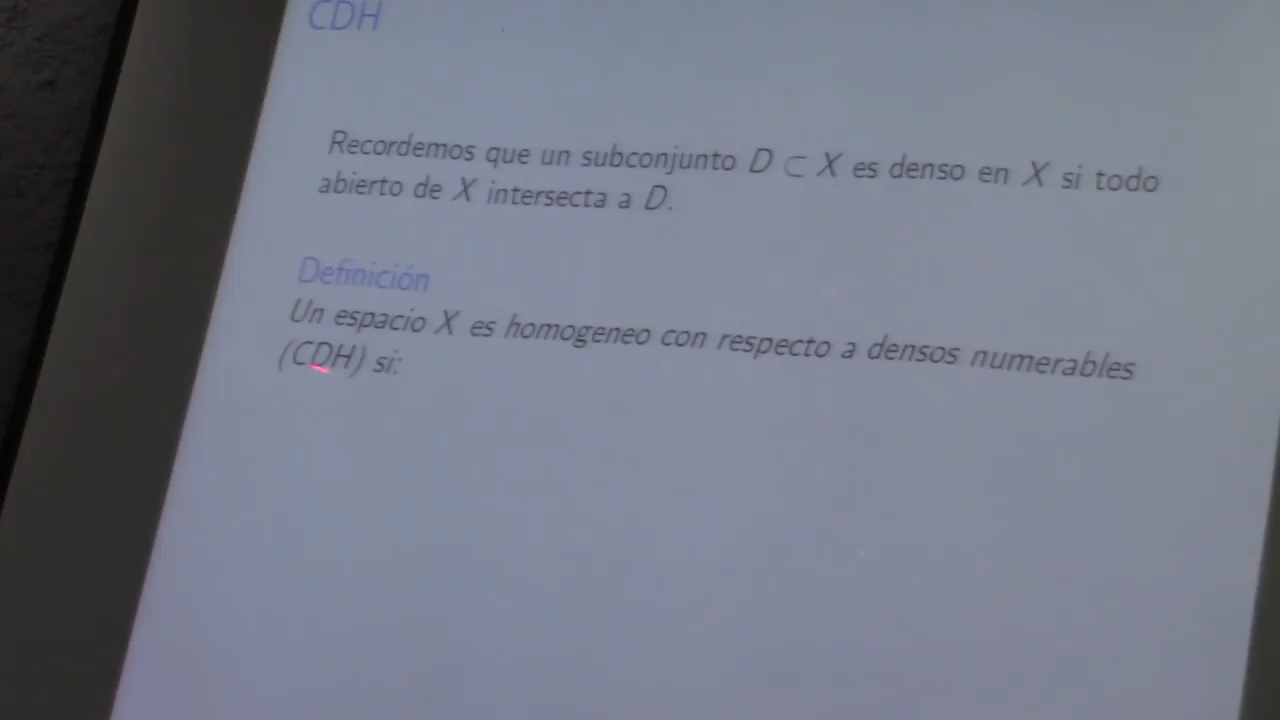 CDH
Recordemos que un subconjunto D ⊂ X es denso en X si todo
abierto de X intersecta a D.
Definición
Un espacio X es homogeneo con respecto a densos numerables
(CDH) si: